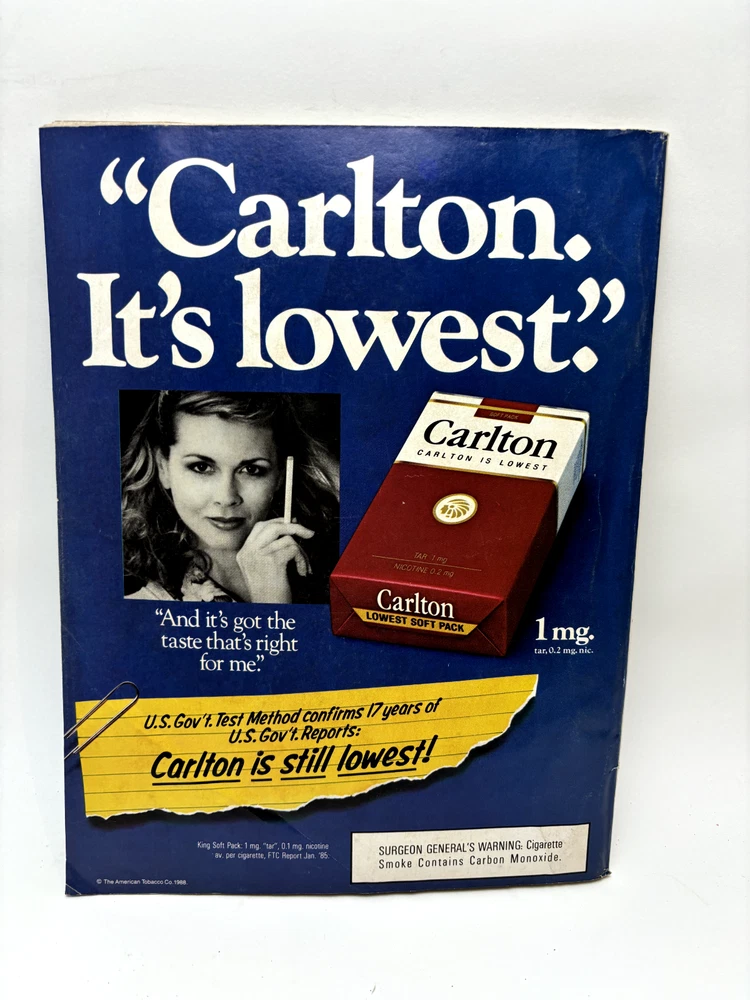 “Carlton.
It's lowest.”
SOFT PACK
Carlton
CARLTON IS LOWEST
TAR 1 mg
NICOTINE 0.2 mg
Carlton
LOWEST SOFT PACK
“And it's got the
taste that's right
for me.”
1 mg.
tar, 0.2 mg. nic.
U.S. Gov't. Test Method confirms 17 years of
U.S. Gov't. Reports:
Carlton is still lowest!
King Soft Pack: 1 mg. "tar", 0.1 mg. nicotine
av. per cigarette, FTC Report Jan. '85.
SURGEON GENERAL'S WARNING: Cigarette
Smoke Contains Carbon Monoxide.
© The American Tobacco Co. 1988.